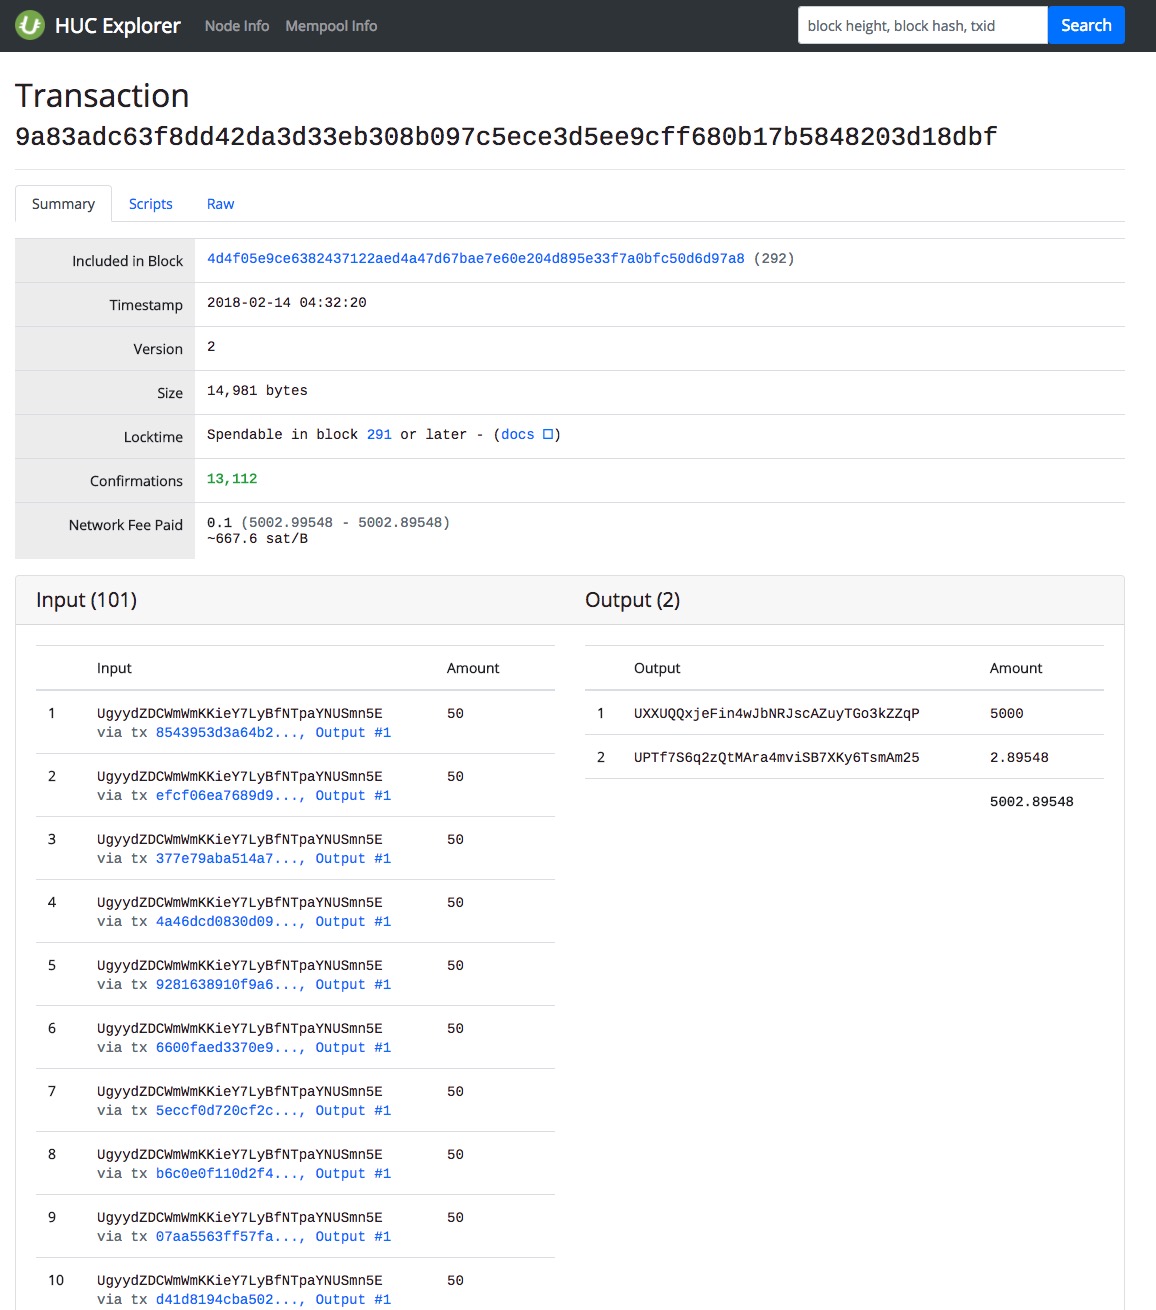 HUC Explorer Node Info Mempool Info block height, block hash, txid Search
Transaction
9a83adc63f8dd42da3d33eb308b097c5ece3d5ee9cff680b17b5848203d18dbf
Summary Scripts Raw
Included in Block 4d4f05e9ce6382437122aed4a47d67bae7e60e204d895e33f7a0bfc50d6d97a8 (292)
Timestamp 2018-02-14 04:32:20
Version 2
Size 14,981 bytes
Locktime Spendable in block 291 or later - (docs □)
Confirmations 13,112
Network Fee Paid 0.1 (5002.99548 - 5002.89548)
~667.6 sat/B
Input (101) Output (2)
Input Amount Output Amount
1 UgyydZDCWmWmKKieY7LyBfNTpaYNUSmn5E 50 1 UXXUQQxjeFin4wJbNRJscAZuyTGo3kZZqP 5000
via tx 8543953d3a64b2..., Output #1
2 UgyydZDCWmWmKKieY7LyBfNTpaYNUSmn5E 50 2 UPTf7S6q2zQtMAra4mviSB7XKy6TsmAm25 2.89548
via tx efcf06ea7689d9..., Output #1 5002.89548
3 UgyydZDCWmWmKKieY7LyBfNTpaYNUSmn5E 50
via tx 377e79aba514a7..., Output #1
4 UgyydZDCWmWmKKieY7LyBfNTpaYNUSmn5E 50
via tx 4a46dcd0830d09..., Output #1
5 UgyydZDCWmWmKKieY7LyBfNTpaYNUSmn5E 50
via tx 9281638910f9a6..., Output #1
6 UgyydZDCWmWmKKieY7LyBfNTpaYNUSmn5E 50
via tx 6600faed3370e9..., Output #1
7 UgyydZDCWmWmKKieY7LyBfNTpaYNUSmn5E 50
via tx 5eccf0d720cf2c..., Output #1
8 UgyydZDCWmWmKKieY7LyBfNTpaYNUSmn5E 50
via tx b6c0e0f110d2f4..., Output #1
9 UgyydZDCWmWmKKieY7LyBfNTpaYNUSmn5E 50
via tx 07aa5563ff57fa..., Output #1
10 UgyydZDCWmWmKKieY7LyBfNTpaYNUSmn5E 50
via tx d41d8194cba502..., Output #1